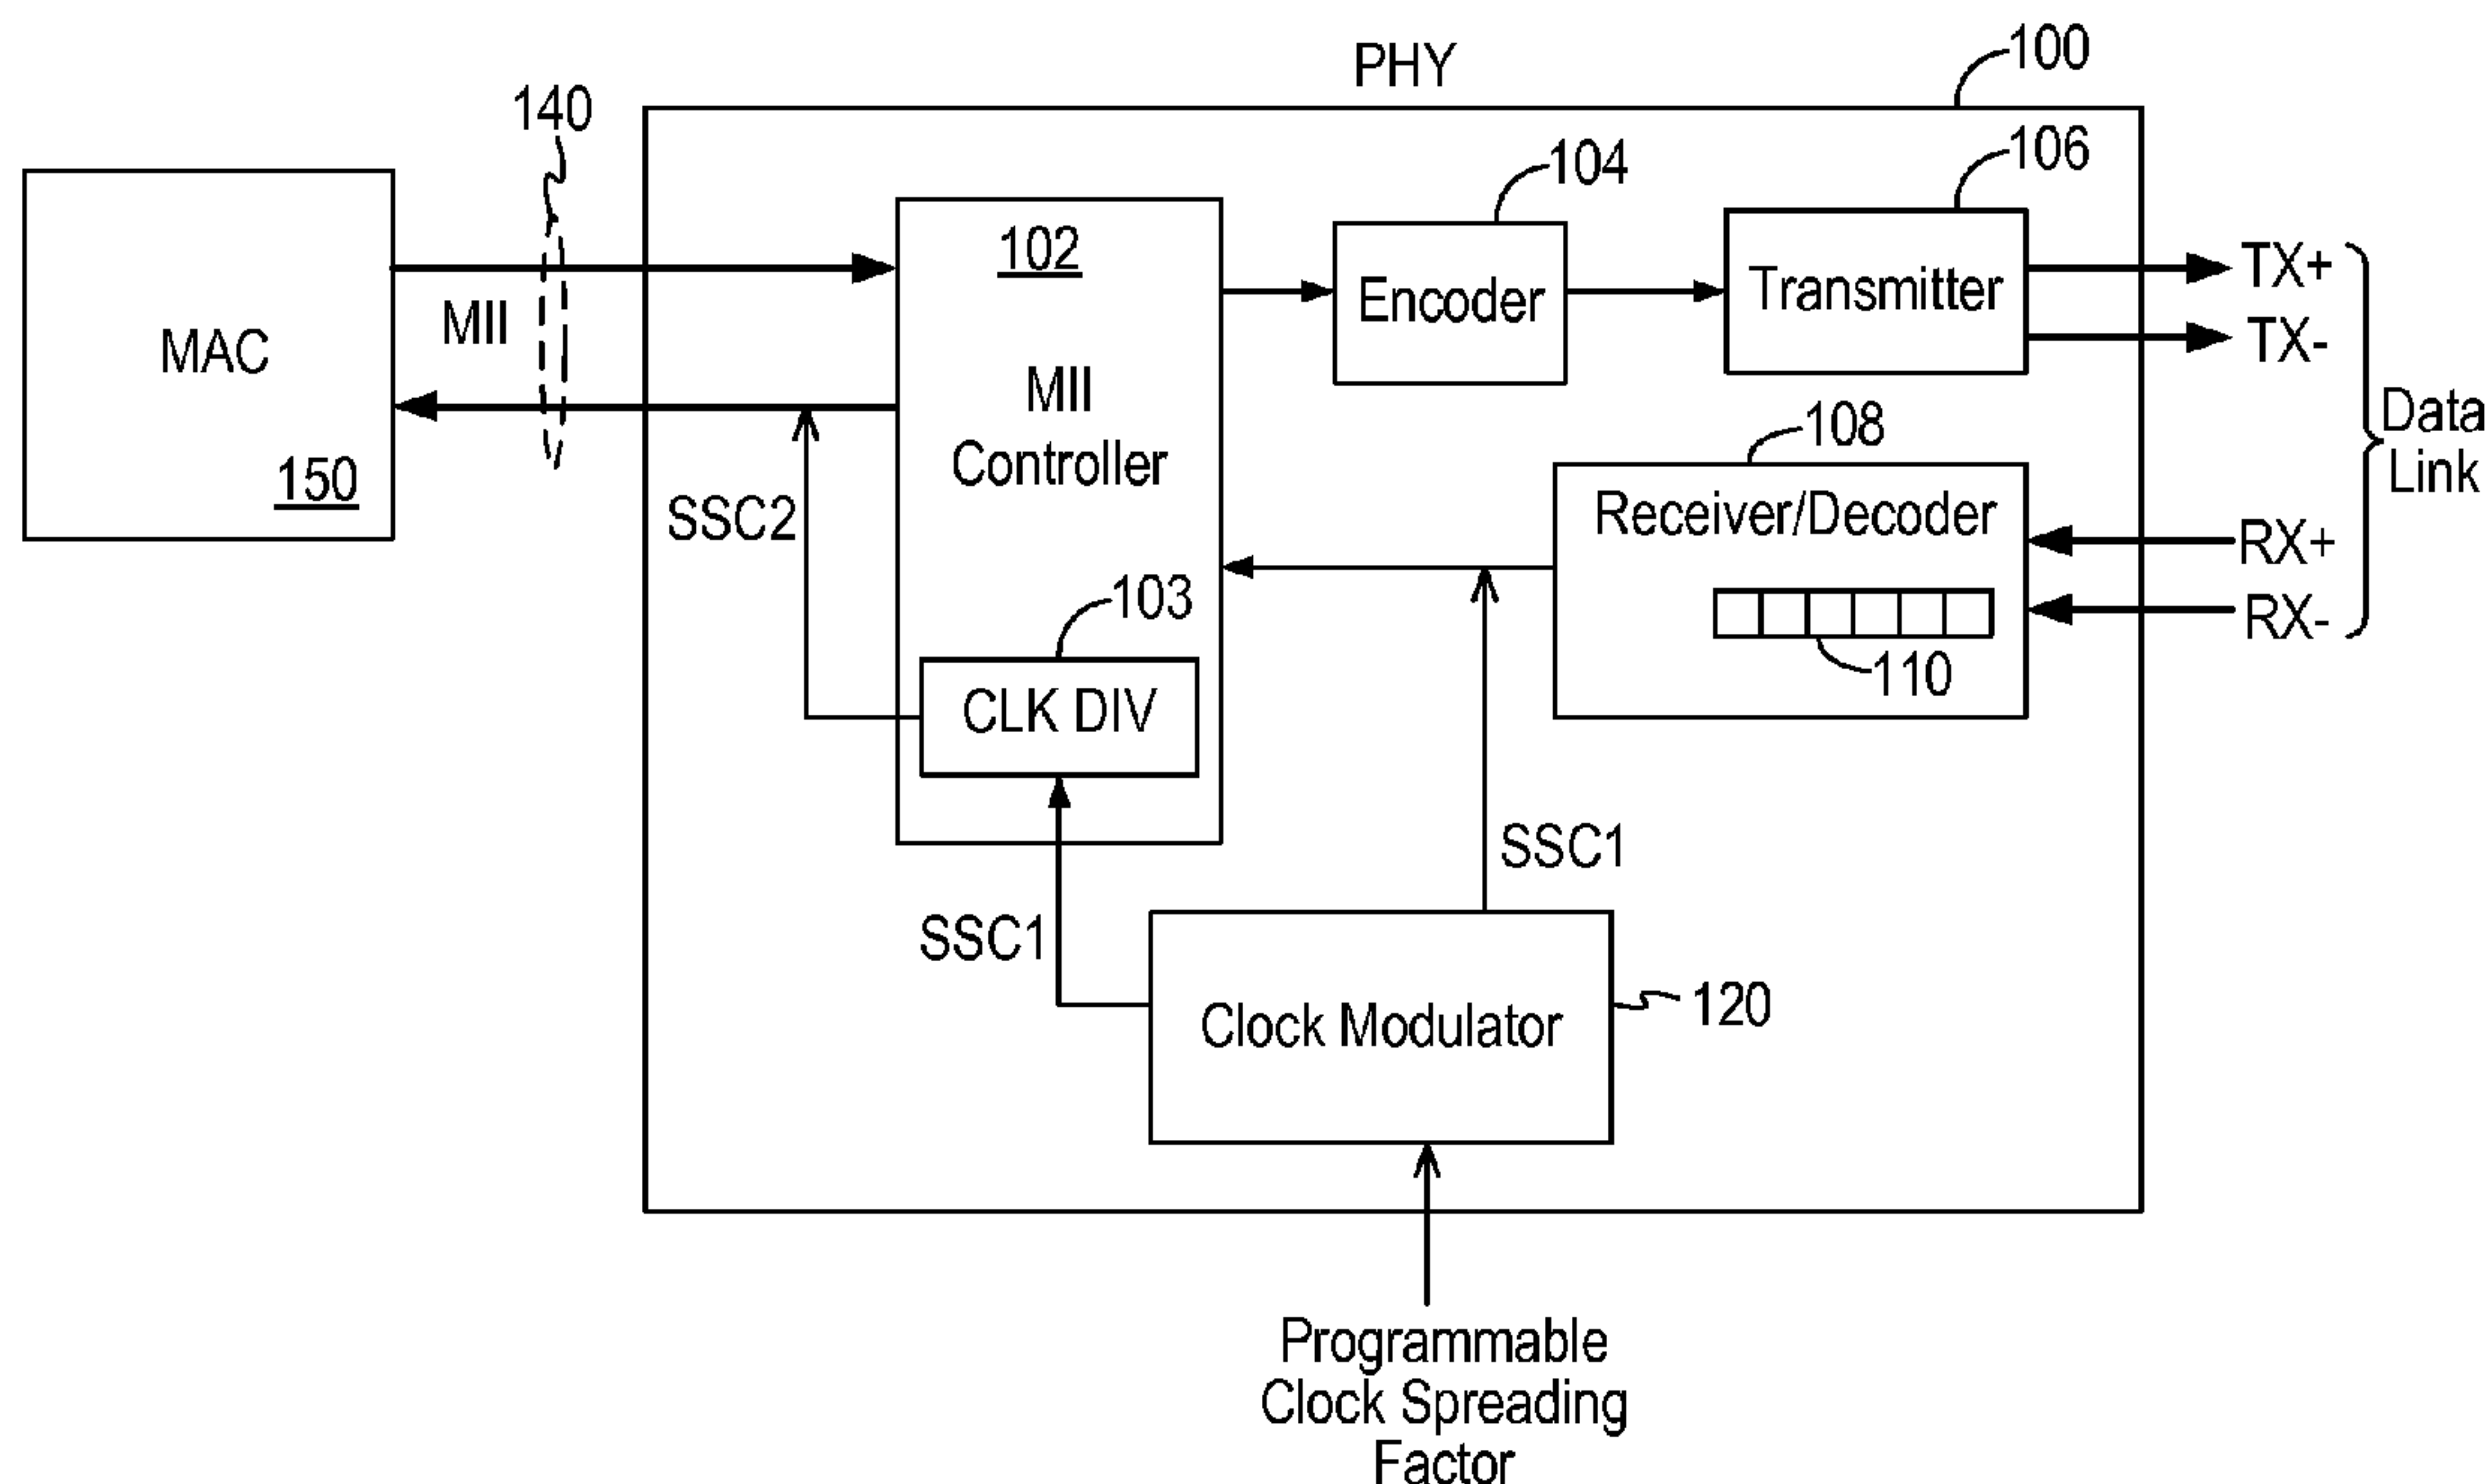 PHY
100
140
104
106
MAC
150
MII
102
MII
Controller
Encoder
Transmitter
TX+
TX-
Data
Link
108
Receiver/Decoder
RX+
RX-
110
SSC2
103
CLK DIV
SSC1
SSC1
Clock Modulator
120
Programmable
Clock Spreading
Factor